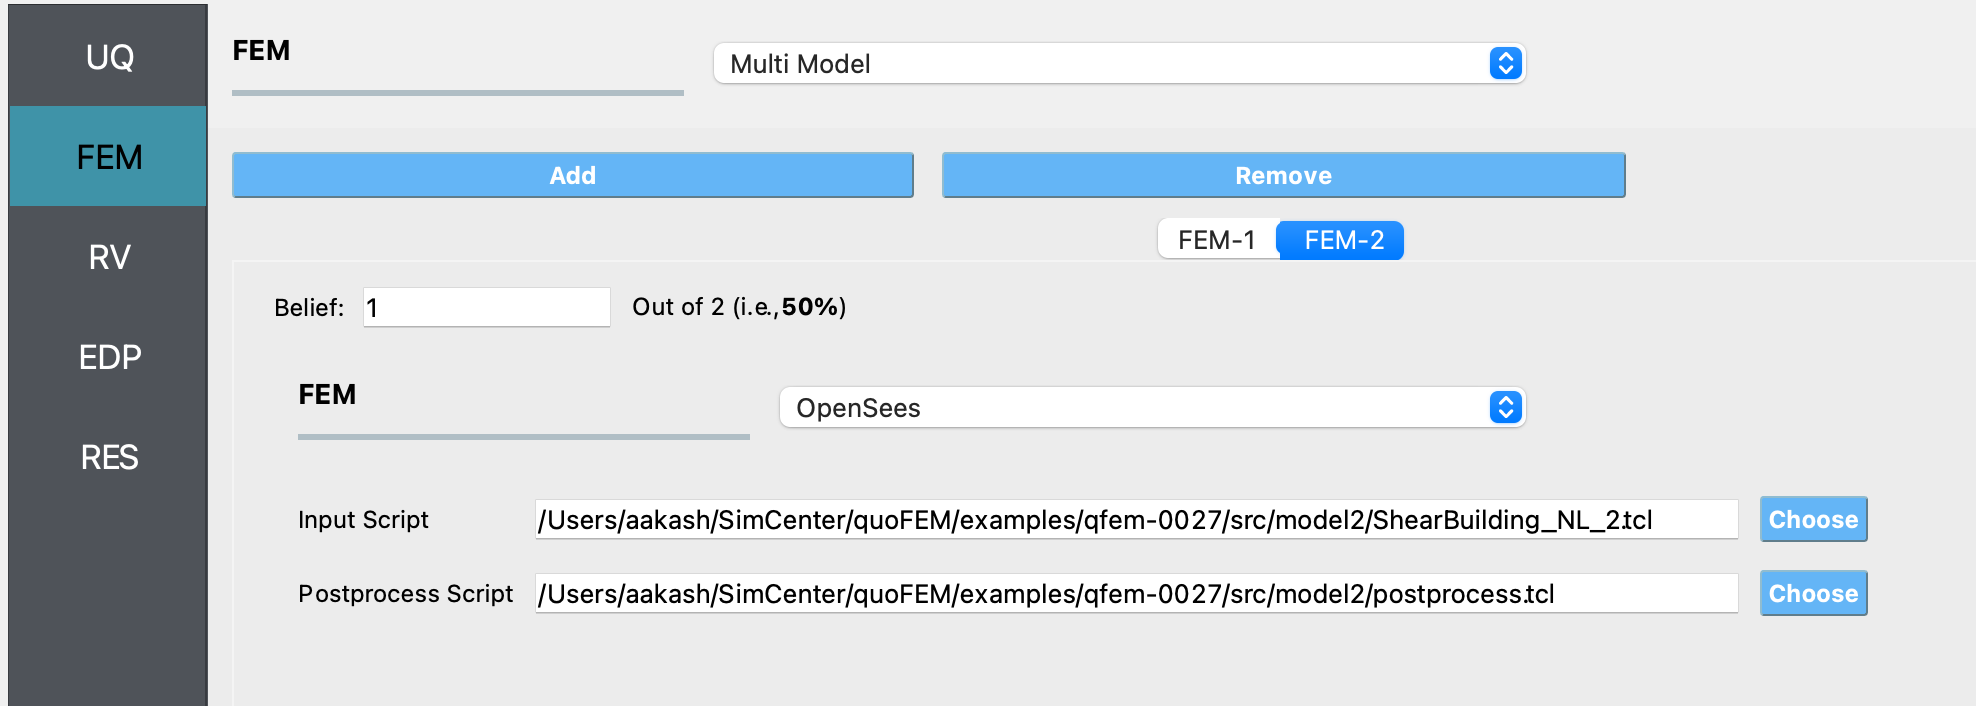 UQ
FEM
RV
EDP
RES
FEM
Multi Model
Add
Remove
FEM-1
FEM-2
Belief: 1 Out of 2 (i.e.,50%)
FEM
OpenSees
Input Script /Users/aakash/SimCenter/quoFEM/examples/qfem-0027/src/model2/ShearBuilding_NL_2.tcl Choose
Postprocess Script /Users/aakash/SimCenter/quoFEM/examples/qfem-0027/src/model2/postprocess.tcl Choose